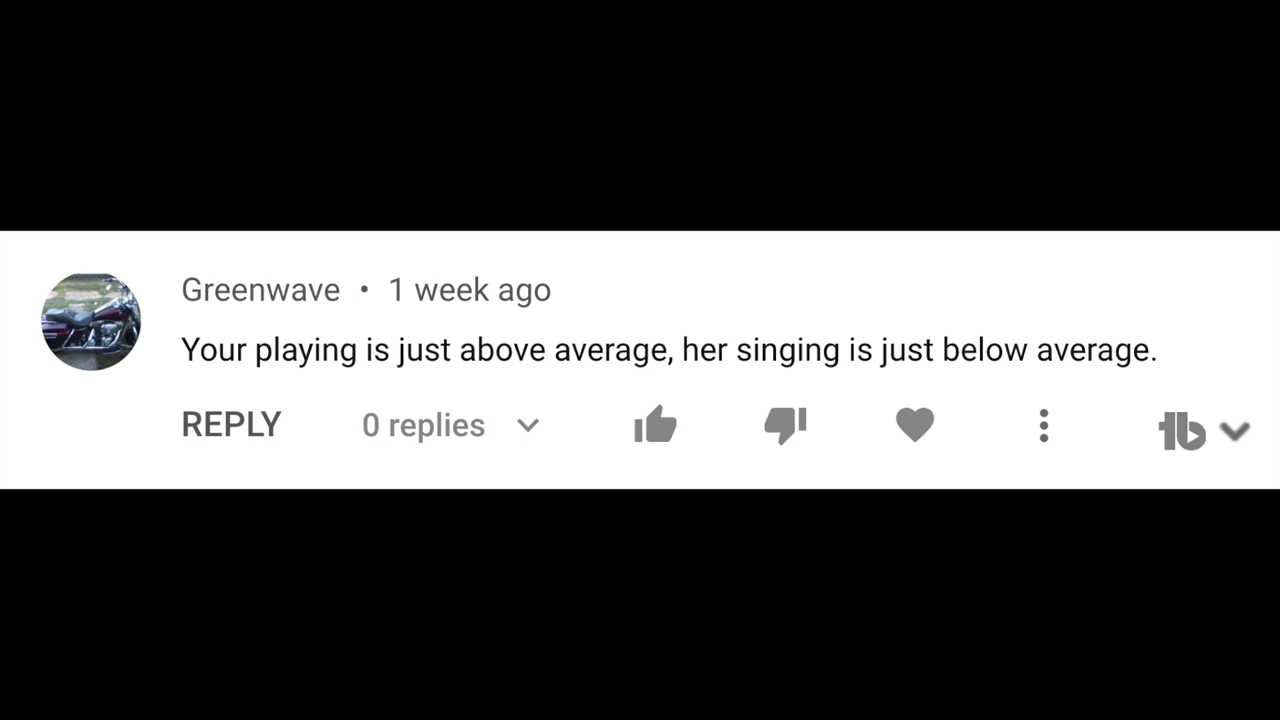 Greenwave • 1 week ago
Your playing is just above average, her singing is just below average.
REPLY 0 replies
tb